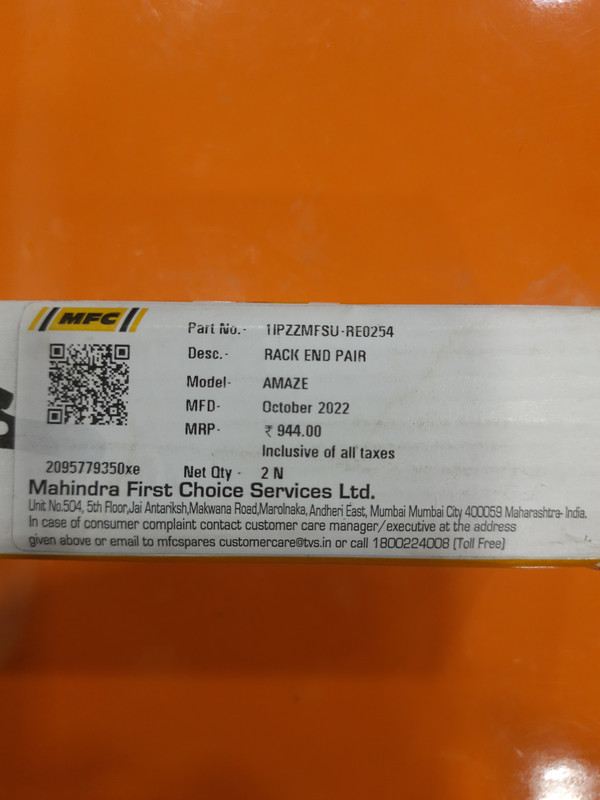 MFC
Part No.- 1IPZZMFSU-RE0254
Desc.- RACK END PAIR
Model- AMAZE
MFD- October 2022
MRP- ₹ 944.00
Inclusive of all taxes
2095779350xe Net Qty - 2 N
Mahindra First Choice Services Ltd.
Unit No.504, 5th Floor,Jai Antariksh,Makwana Road,Marolnaka, Andheri East, Mumbai Mumbai City 400059 Maharashtra- India.
In case of consumer complaint contact customer care manager/executive at the address
given above or email to mfcspares customercare@tvs.in or call 1800224008 (Toll Free)